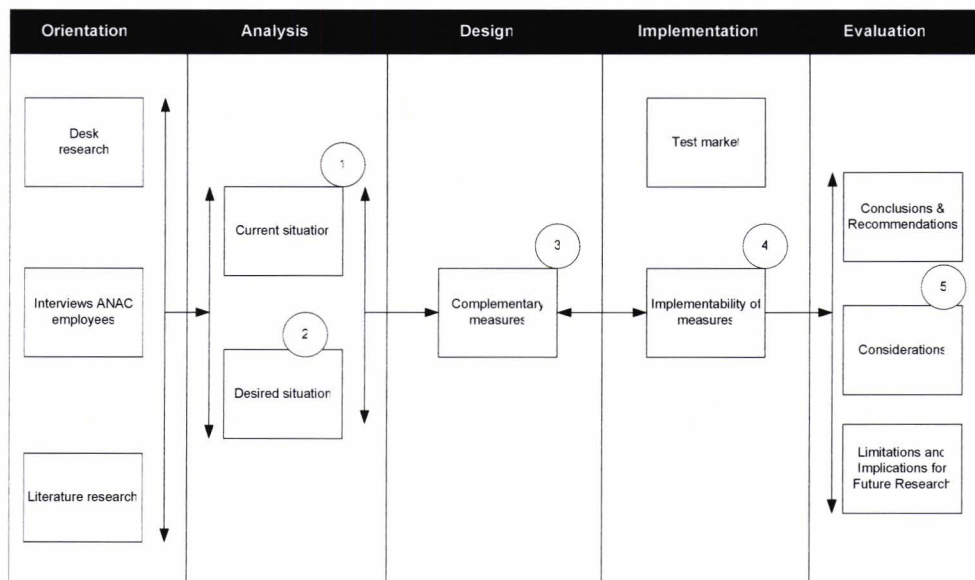 Orientation
Analysis
Design
Implementation
Evaluation
Desk
research
Interviews ANAC
employees
Literature research
1
Current situation
2
Desired situation
3
Complementary
measures
Test market
4
Implementability of
measures
Conclusions &
Recommendations
5
Considerations
Limitations and
Implications for
Future Research